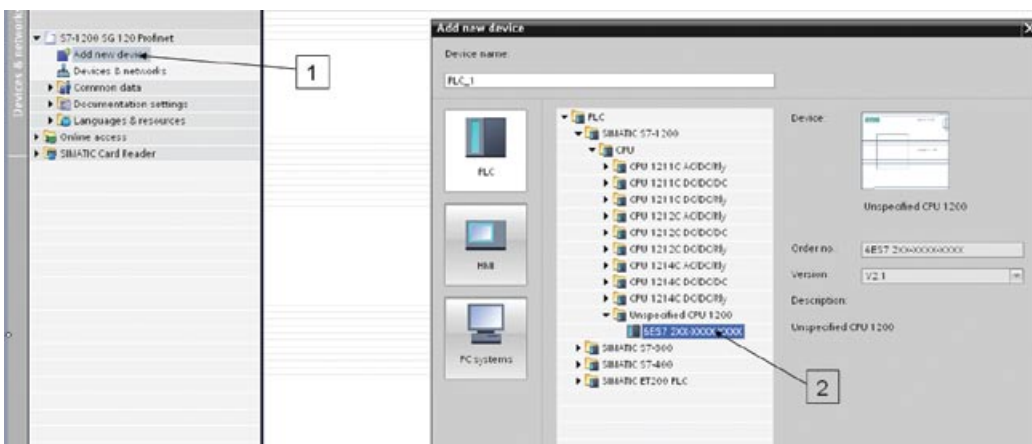 Devices & networks
S7-1200 SG 120 Profinet
Add new device
Devices & networks
Common data
Documentation settings
Languages & resources
Online access
SIMATIC Card Reader
1
Add new device
Device name:
PLC_1
PLC
HMI
PC systems
PLC
SIMATIC S7-1200
CPU
CPU 1211C AC/DC/Rly
CPU 1211C DC/DC/DC
CPU 1211C DC/DC/Rly
CPU 1212C AC/DC/Rly
CPU 1212C DC/DC/DC
CPU 1212C DC/DC/Rly
CPU 1214C AC/DC/Rly
CPU 1214C DC/DC/DC
CPU 1214C DC/DC/Rly
Unspecified CPU 1200
6ES7 2XX-XXXXX-XXXX
SIMATIC S7-300
SIMATIC S7-400
SIMATIC ET200 PLC
2
Device:
Unspecified CPU 1200
Order no.:
6ES7 2XX-XXXXX-XXXX
Version:
V2.1
Description:
Unspecified CPU 1200